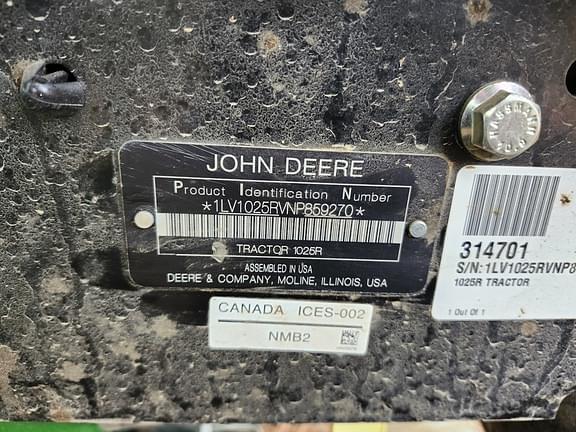 JOHN DEERE
Product Identification Number
*1LV1025RVNP859270*
TRACTOR 1025R
ASSEMBLED IN USA
DEERE & COMPANY, MOLINE, ILLINOIS, USA
CANADA ICES-002
NMB2
314701
S/N:1LV1025RVNP8
1025R TRACTOR
1 Out Of 1